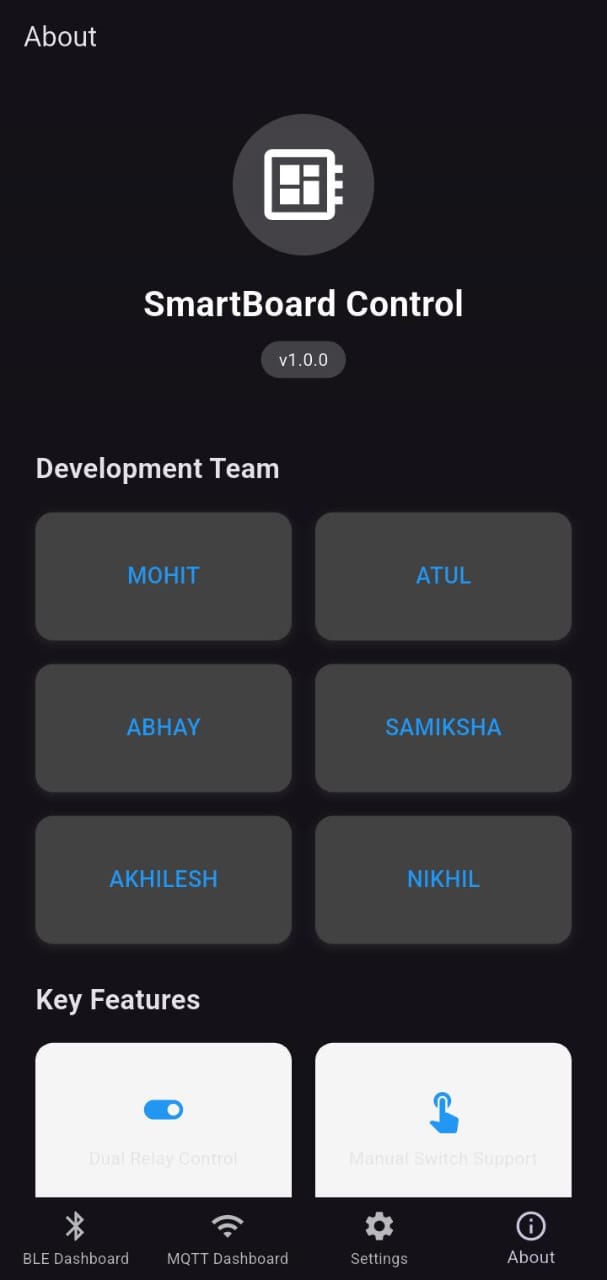 About
SmartBoard Control
v1.0.0
Development Team
MOHIT
ATUL
ABHAY
SAMIKSHA
AKHILESH
NIKHIL
Key Features
Dual Relay Control
Manual Switch Support
BLE Dashboard
MQTT Dashboard
Settings
About